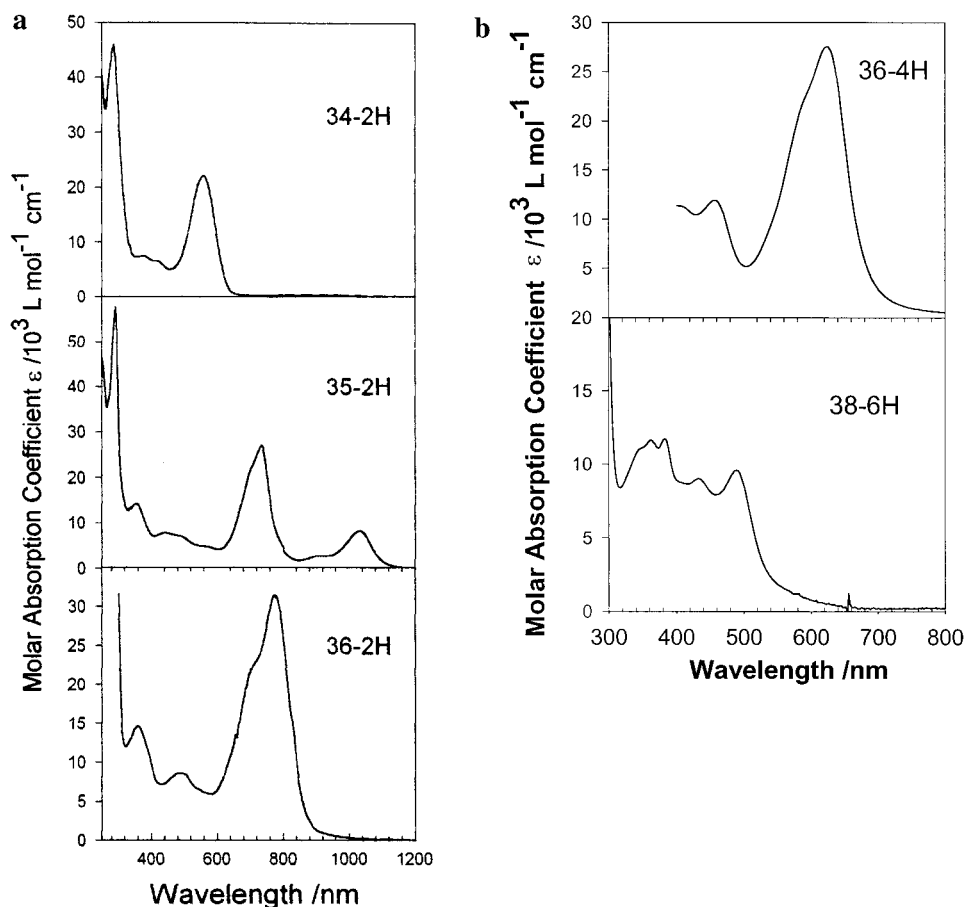 a
Molar Absorption Coefficient ε /10³ L mol⁻¹ cm⁻¹
50
40
30
20
10
0
34-2H
50
40
30
20
10
0
35-2H
30
25
20
15
10
5
0
36-2H
400 600 800 1000 1200
Wavelength /nm
b
Molar Absorption Coefficient ε /10³ L mol⁻¹ cm⁻¹
30
25
20
15
10
5
36-4H
20
15
10
5
0
38-6H
300 400 500 600 700 800
Wavelength /nm